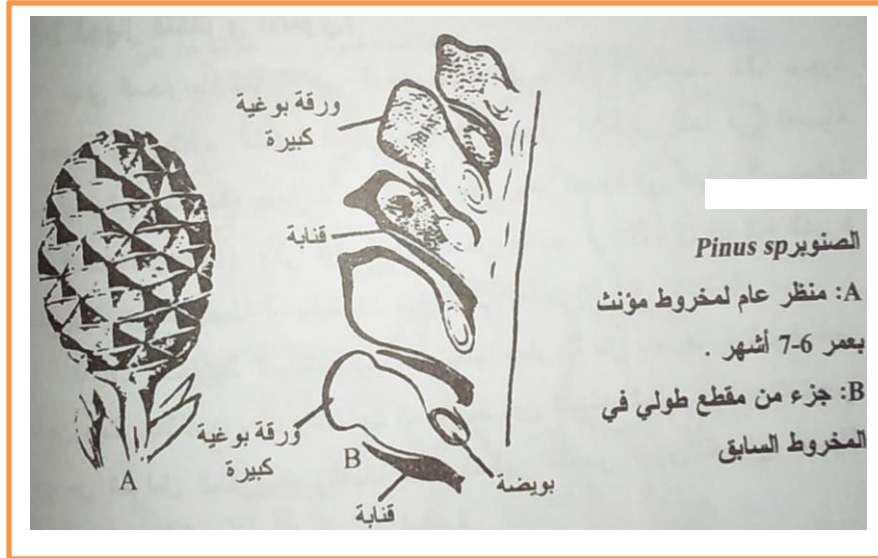 ورقة بوغية
كبيرة
قنابة
ورقة بوغية
كبيرة
قنابة
بويضة
A
B
الصنوبر Pinus sp
A: منظر عام لمخروط مؤنث
بعمر 6-7 أشهر .
B: جزء من مقطع طولي في
المخروط السابق